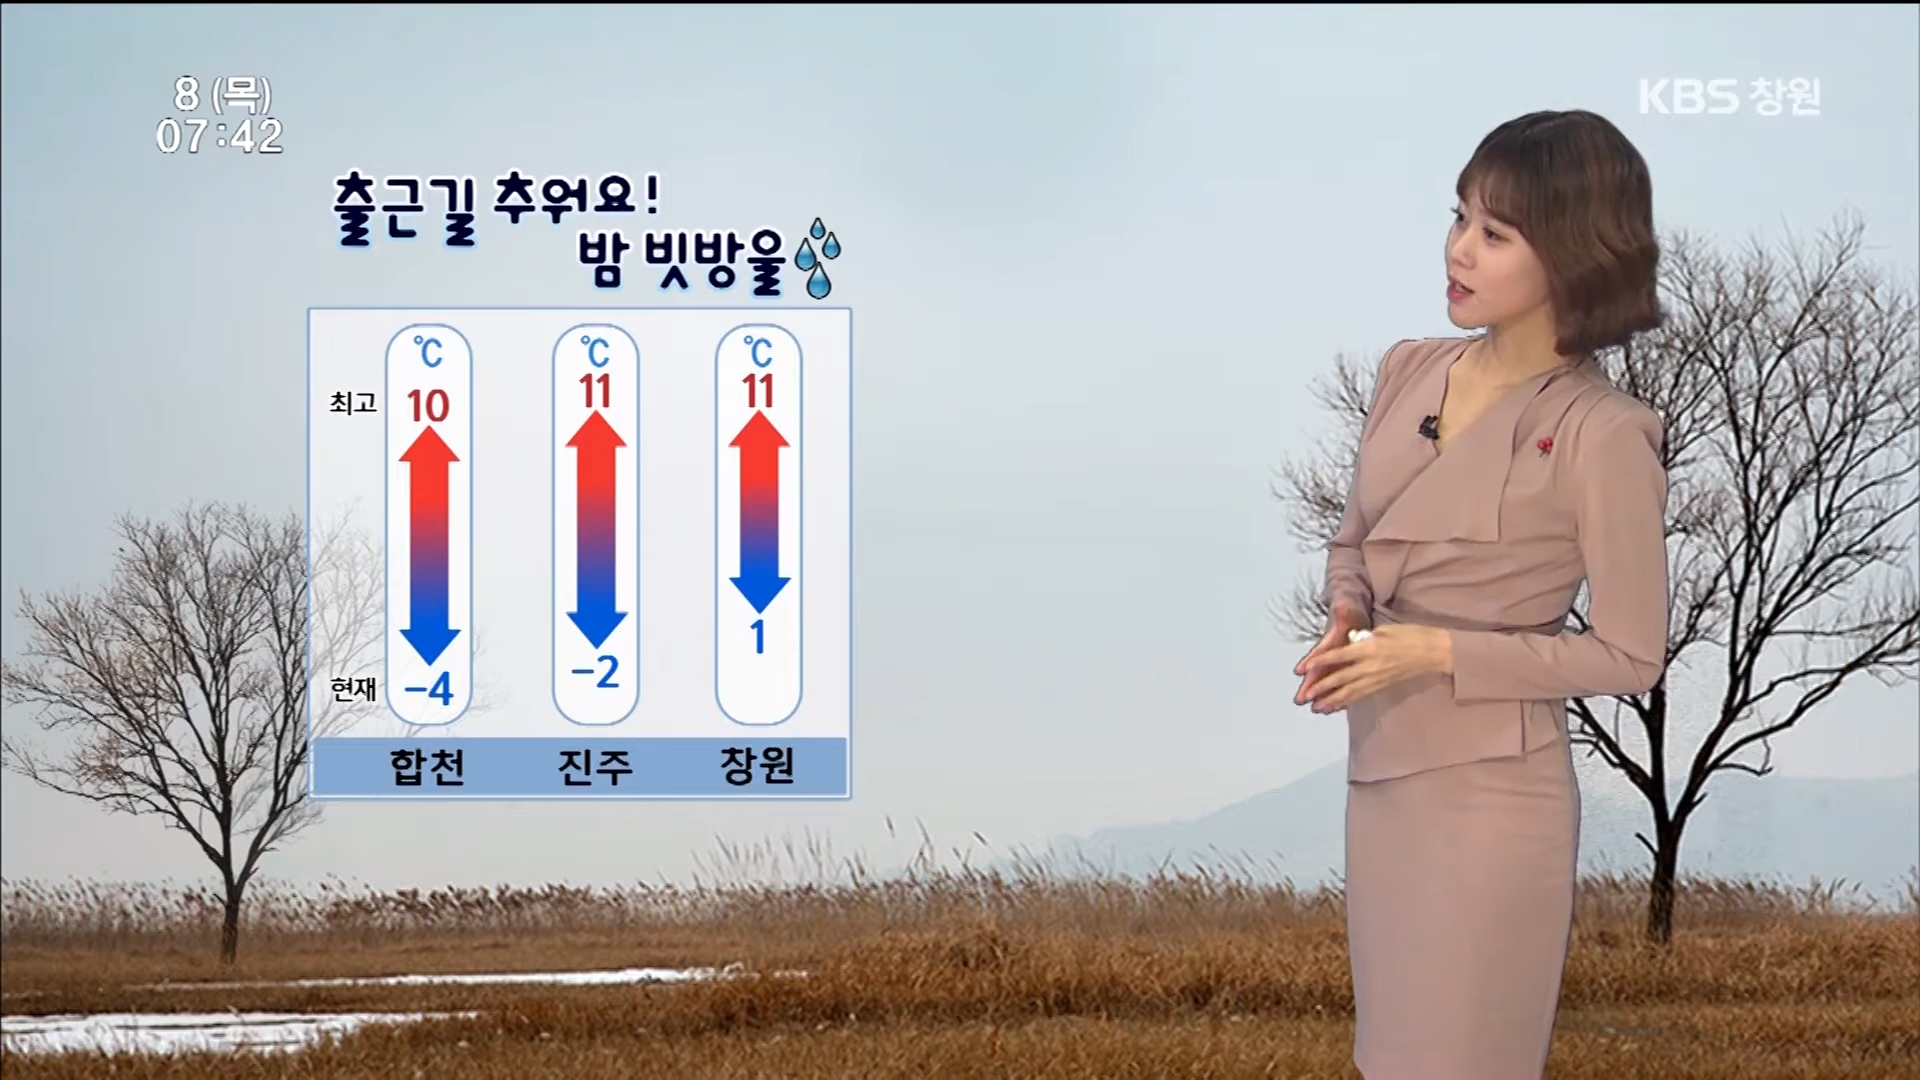 8 (목)
07:42
KBS 창원
출근길 추워요!
밤 빗방울
℃ ℃ ℃
최고 10 11 11
현재 -4 -2 1
합천 진주 창원